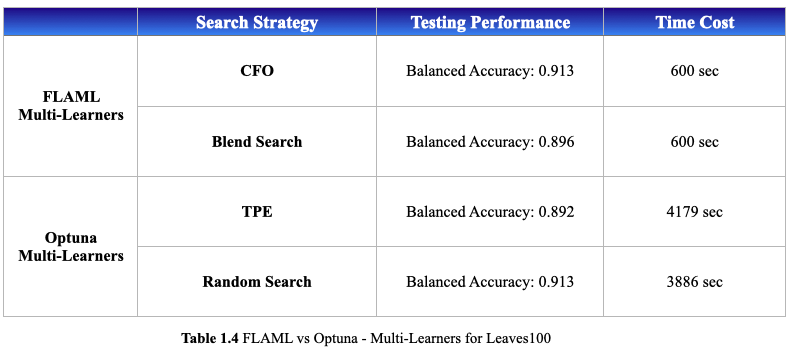 Search Strategy Testing Performance Time Cost
FLAML
Multi-Learners
CFO Balanced Accuracy: 0.913 600 sec
Blend Search Balanced Accuracy: 0.896 600 sec
Optuna
Multi-Learners
TPE Balanced Accuracy: 0.892 4179 sec
Random Search Balanced Accuracy: 0.913 3886 sec
Table 1.4 FLAML vs Optuna - Multi-Learners for Leaves100